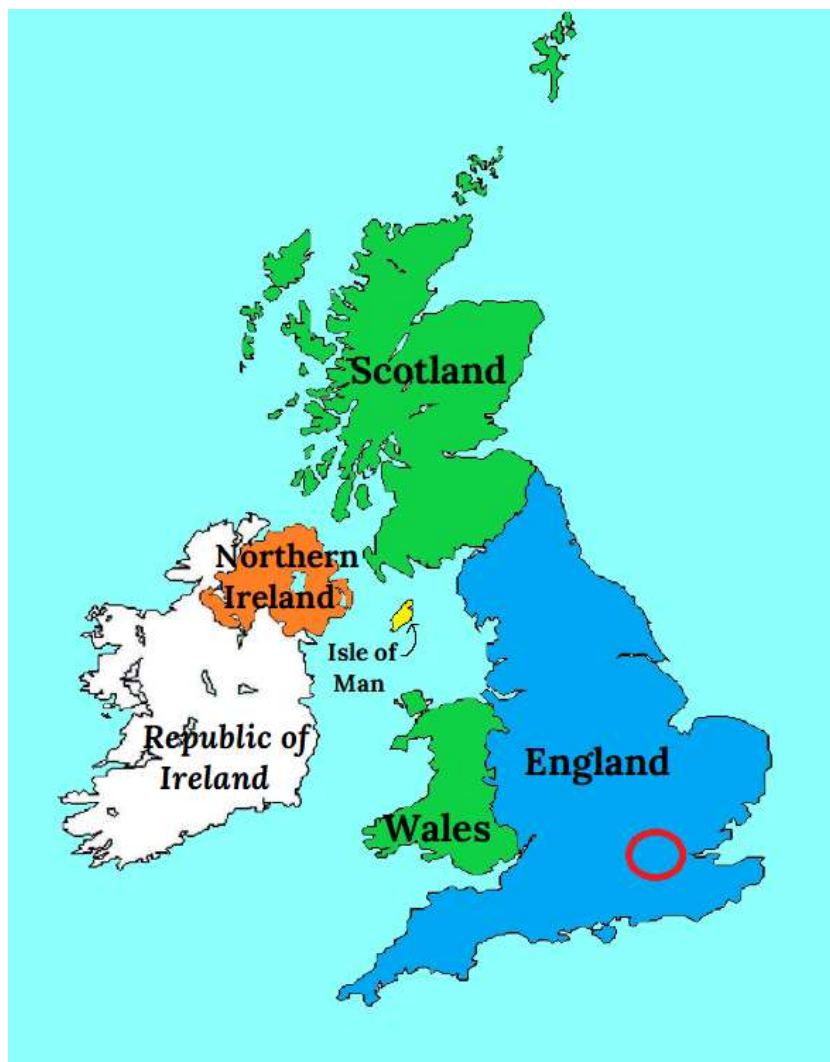 Scotland
Northern
Ireland
Isle of
Man
Republic of
Ireland
England
Wales